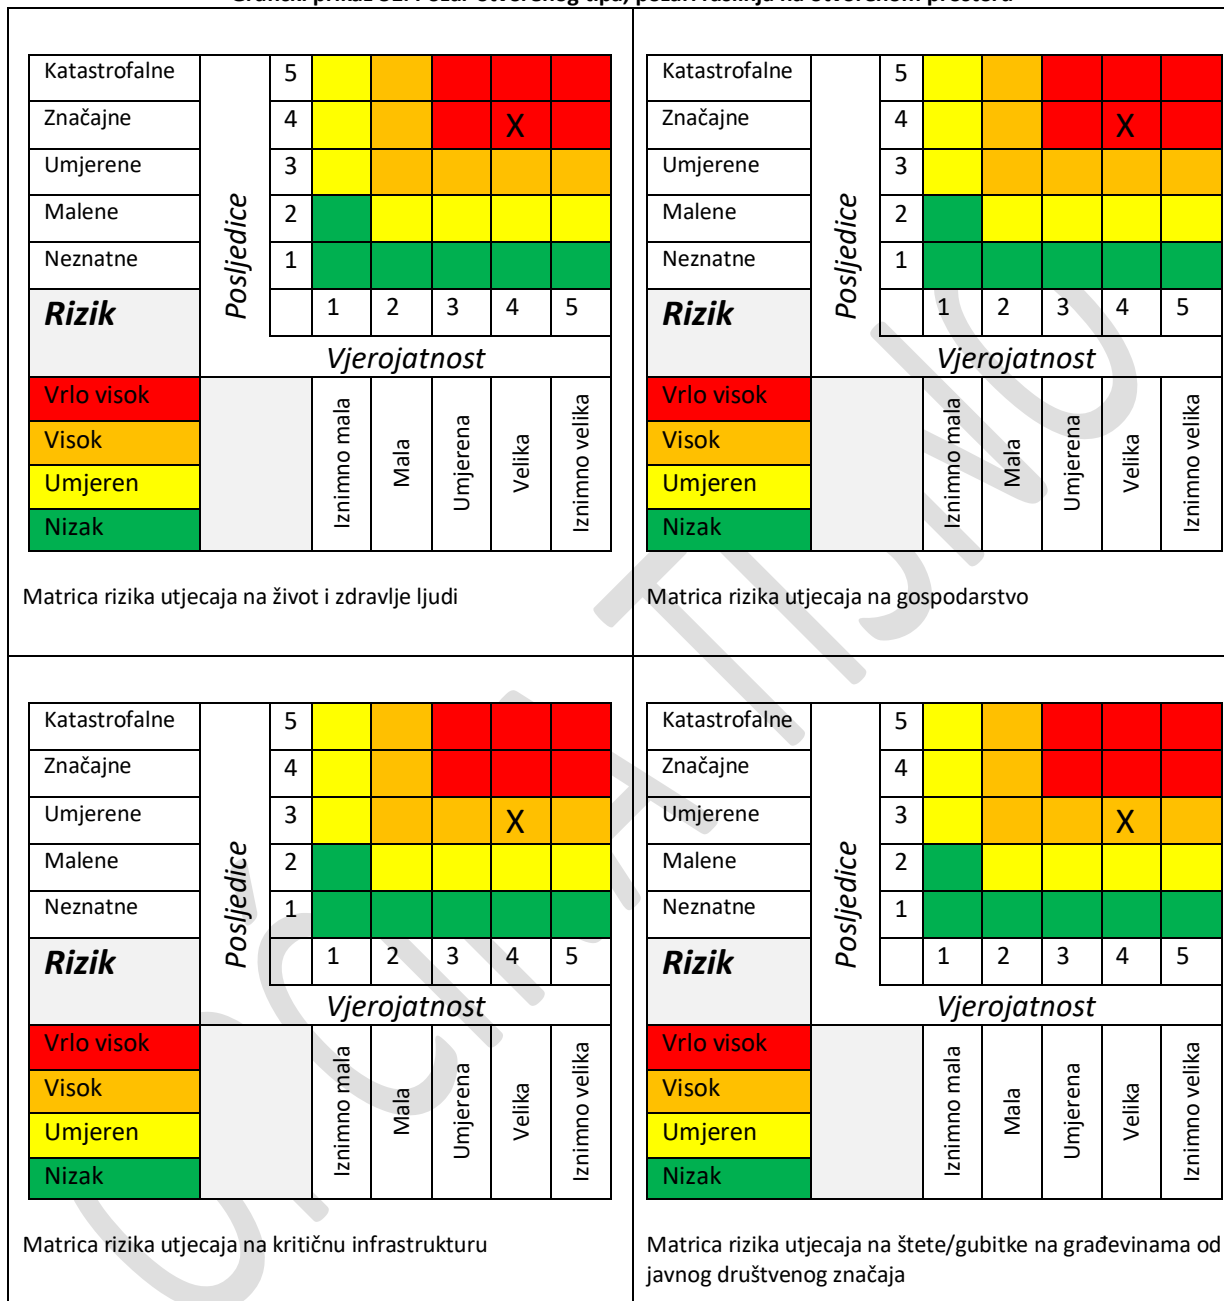 Katastrofalne 5
Značajne 4 X
Umjerene 3
Malene 2
Neznatne 1
Posljedice
Rizik 1 2 3 4 5
Vjerojatnost
Vrlo visok
Visok
Umjeren
Nizak
Iznimno mala
Mala
Umjerena
Velika
Iznimno velika
Matrica rizika utjecaja na život i zdravlje ljudi
Katastrofalne 5
Značajne 4 X
Umjerene 3
Malene 2
Neznatne 1
Posljedice
Rizik 1 2 3 4 5
Vjerojatnost
Vrlo visok
Visok
Umjeren
Nizak
Iznimno mala
Mala
Umjerena
Velika
Iznimno velika
Matrica rizika utjecaja na gospodarstvo
Katastrofalne 5
Značajne 4
Umjerene 3 X
Malene 2
Neznatne 1
Posljedice
Rizik 1 2 3 4 5
Vjerojatnost
Vrlo visok
Visok
Umjeren
Nizak
Iznimno mala
Mala
Umjerena
Velika
Iznimno velika
Matrica rizika utjecaja na kritičnu infrastrukturu
Katastrofalne 5
Značajne 4
Umjerene 3 X
Malene 2
Neznatne 1
Posljedice
Rizik 1 2 3 4 5
Vjerojatnost
Vrlo visok
Visok
Umjeren
Nizak
Iznimno mala
Mala
Umjerena
Velika
Iznimno velika
Matrica rizika utjecaja na štete/gubitke na građevinama od
javnog društvenog značaja